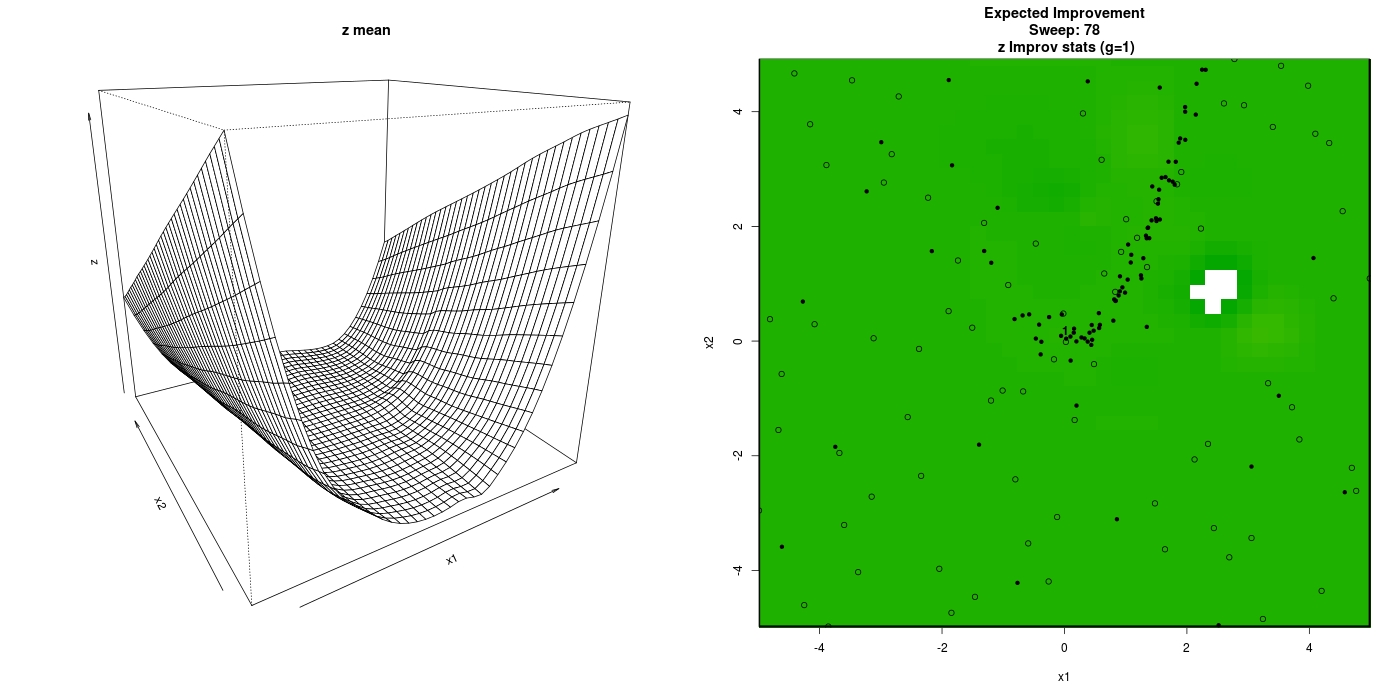 z mean
z
x2
x1
Expected Improvement
Sweep: 78
z Improv stats (g=1)
x2
4
2
0
-2
-4
1
-4
-2
0
2
4
x1